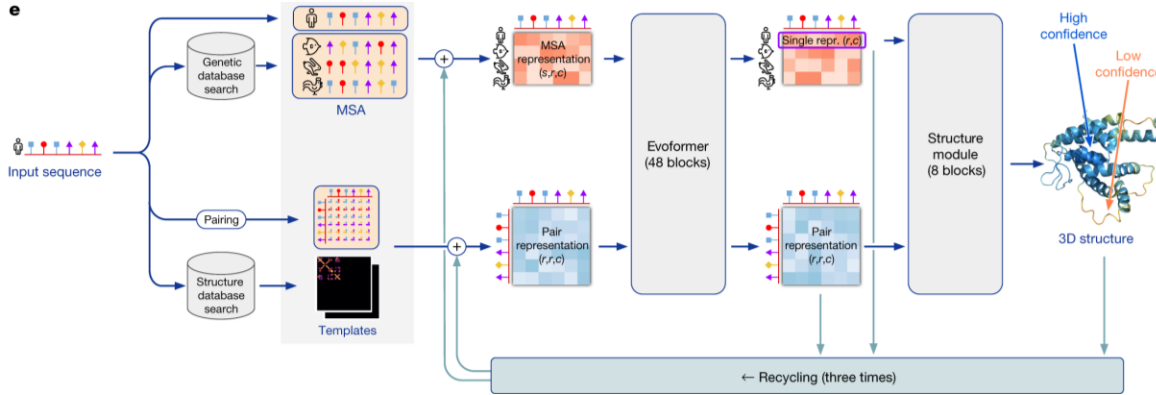 e
Genetic
database
search
MSA
Input sequence
Pairing
Structure
database
search
Templates
MSA
representation
(s,r,c)
Pair
representation
(r,r,c)
Evoformer
(48 blocks)
Single repr. (r,c)
Pair
representation
(r,r,c)
Structure
module
(8 blocks)
High
confidence
Low
confidence
3D structure
← Recycling (three times)